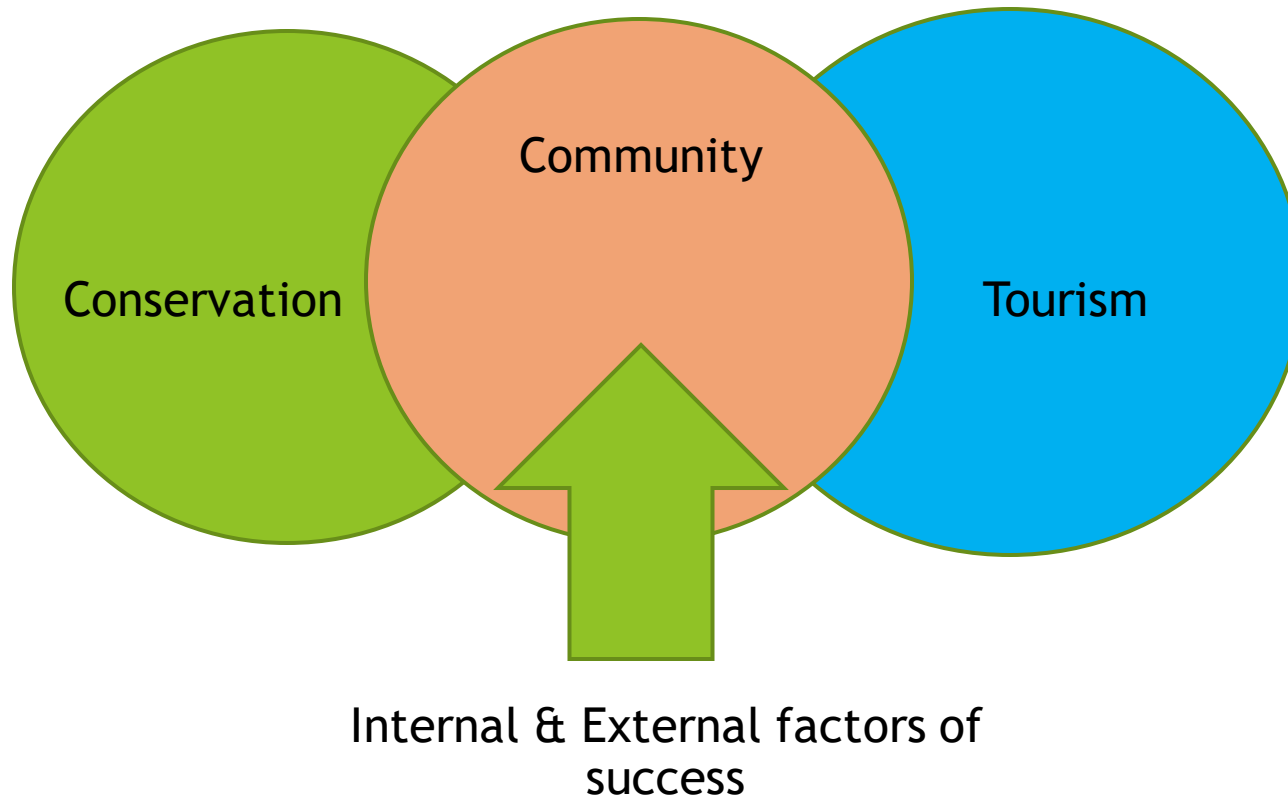 Community
Conservation
Tourism
Internal & External factors of
success